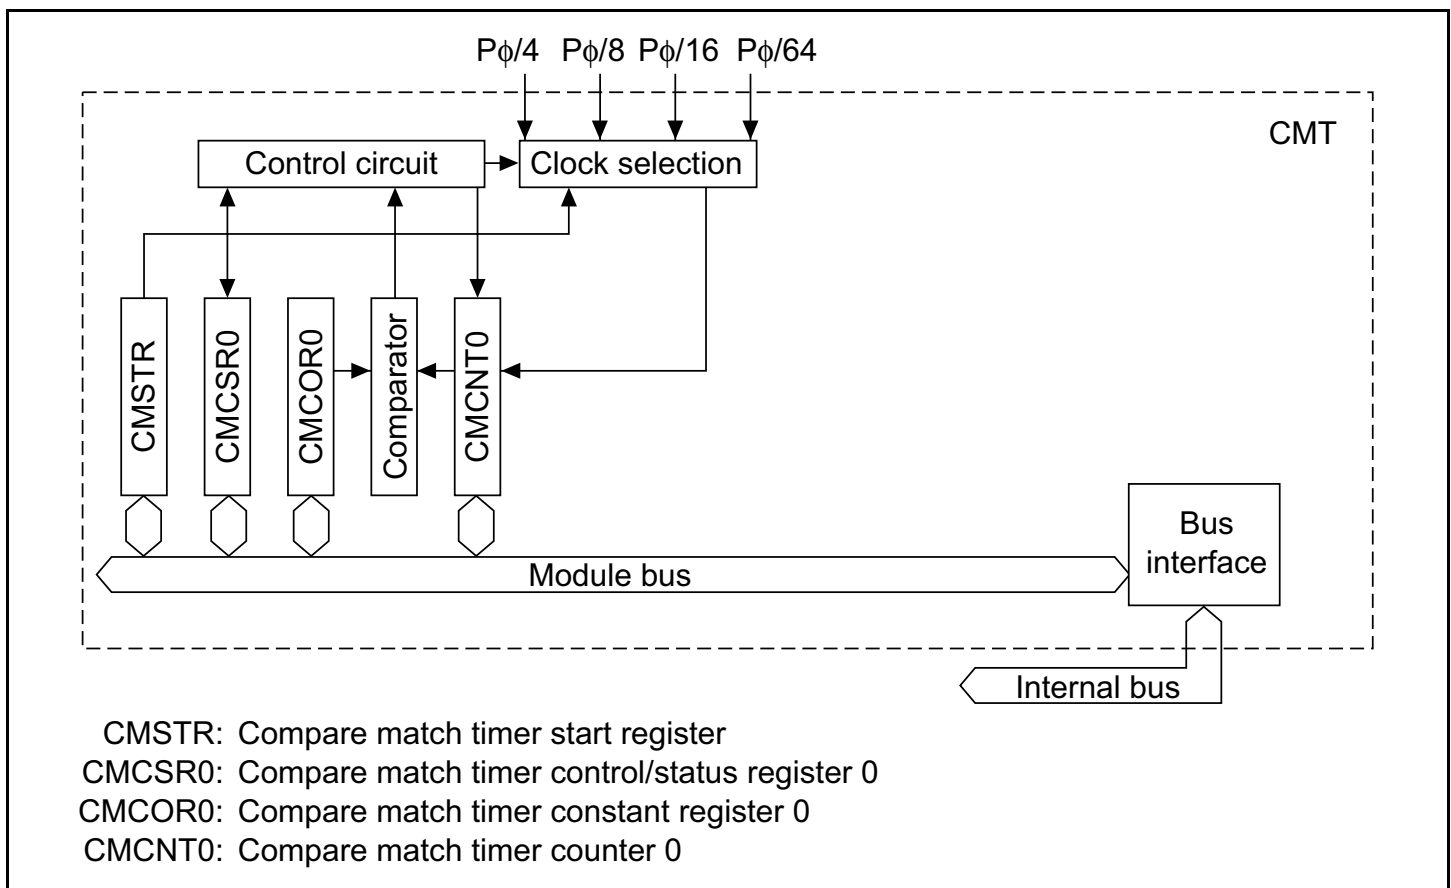 Pϕ/4 Pϕ/8 Pϕ/16 Pϕ/64
CMT
Control circuit
Clock selection
CMSTR
CMCSR0
CMCOR0
Comparator
CMCNT0
Bus
interface
Module bus
Internal bus
CMSTR: Compare match timer start register
CMCSR0: Compare match timer control/status register 0
CMCOR0: Compare match timer constant register 0
CMCNT0: Compare match timer counter 0